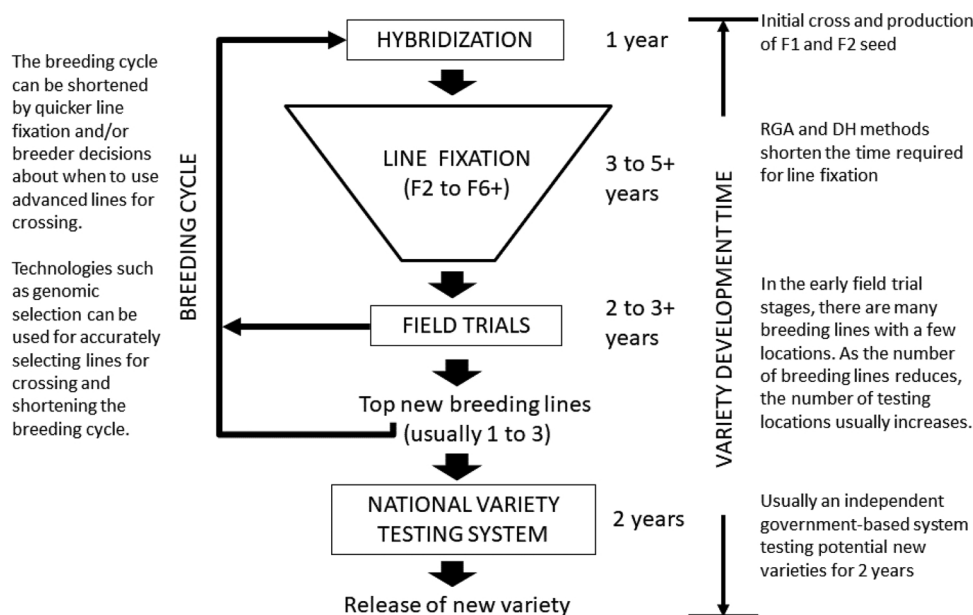 The breeding cycle
can be shortened
by quicker line
fixation and/or
breeder decisions
about when to use
advanced lines for
crossing.
Technologies such
as genomic
selection can be
used for accurately
selecting lines for
crossing and
shortening the
breeding cycle.
BREEDING CYCLE
HYBRIDIZATION
1 year
LINE FIXATION
(F2 to F6+)
3 to 5+
years
FIELD TRIALS
2 to 3+
years
Top new breeding lines
(usually 1 to 3)
NATIONAL VARIETY
TESTING SYSTEM
2 years
Release of new variety
VARIETY DEVELOPMENT TIME
Initial cross and production
of F1 and F2 seed
RGA and DH methods
shorten the time required
for line fixation
In the early field trial
stages, there are many
breeding lines with a few
locations. As the number
of breeding lines reduces,
the number of testing
locations usually increases.
Usually an independent
government-based system
testing potential new
varieties for 2 years